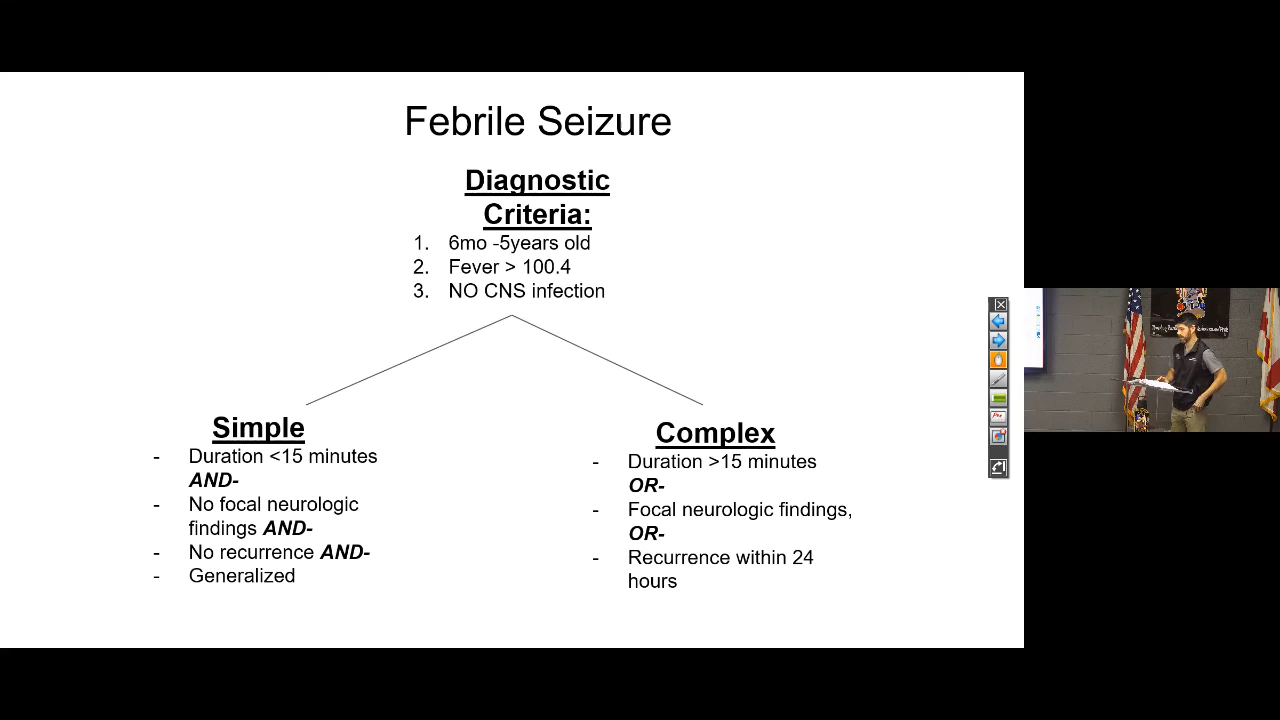 Febrile Seizure
Diagnostic
Criteria:
1. 6mo -5years old
2. Fever > 100.4
3. NO CNS infection
Simple
- Duration <15 minutes
AND-
- No focal neurologic
findings AND-
- No recurrence AND-
- Generalized
Complex
- Duration >15 minutes
OR-
- Focal neurologic findings,
OR-
- Recurrence within 24
hours